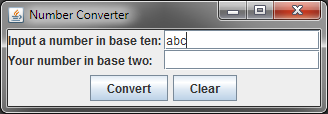 Number Converter
Input a number in base ten: abc
Your number in base two:
Convert Clear